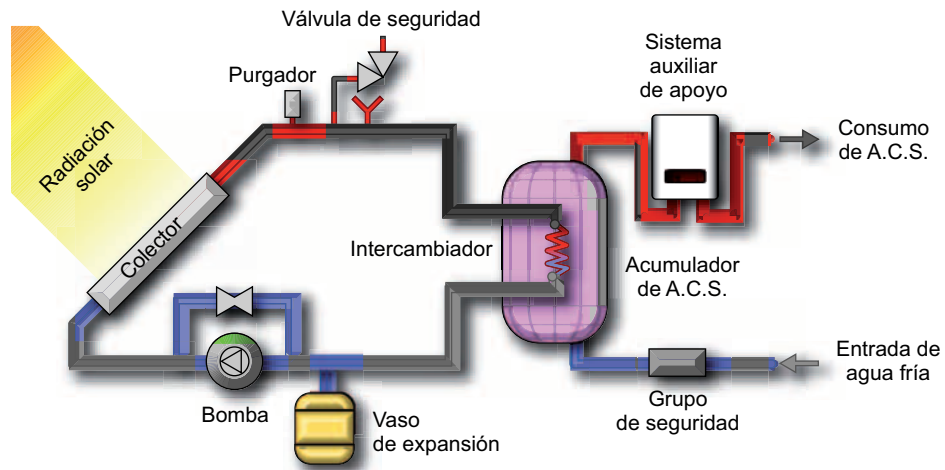 Válvula de seguridad
Purgador
Sistema
auxiliar
de apoyo
Radiación
solar
Consumo
de A.C.S.
Colector
Intercambiador
Acumulador
de A.C.S.
Entrada de
agua fría
Bomba
Vaso
de expansión
Grupo
de seguridad